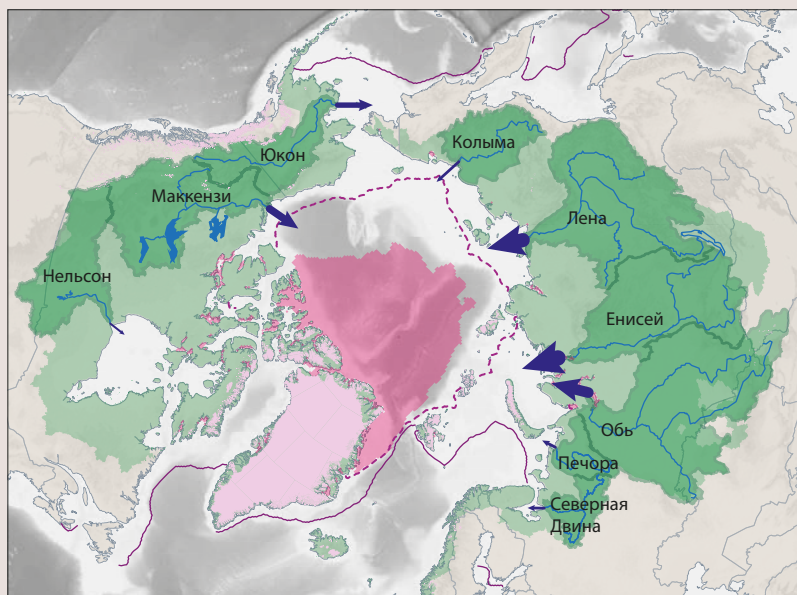 Юкон
Колыма
Маккензи
Лена
Нельсон
Енисей
Обь
Печора
Северная
Двина